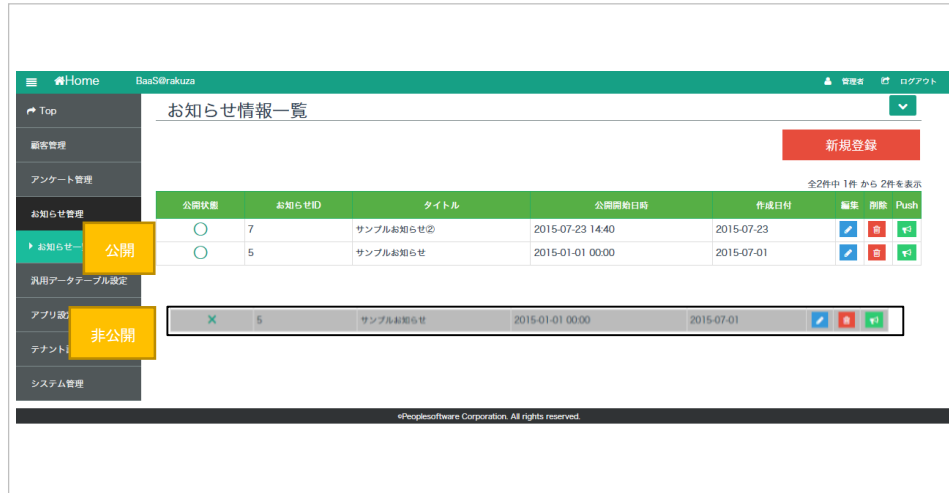 Home BaaS@rakuza 管理者 ログアウト
Top
お知らせ情報一覧
顧客管理
新規登録
アンケート管理
全2件中 1件 から 2件を表示
お知らせ管理
公開状態 お知らせID タイトル 公開開始日時 作成日付 編集 削除 Push
7 サンプルお知らせ② 2015-07-23 14:40 2015-07-23
お知らせ一
公開
5 サンプルお知らせ 2015-01-01 00:00 2015-07-01
汎用データテーブル設定
アプリ設
非公開
5 サンプルお知らせ 2015-01-01 00:00 2015-07-01
テナント
システム管理
©Peoplesoftware Corporation. All rights reserved.